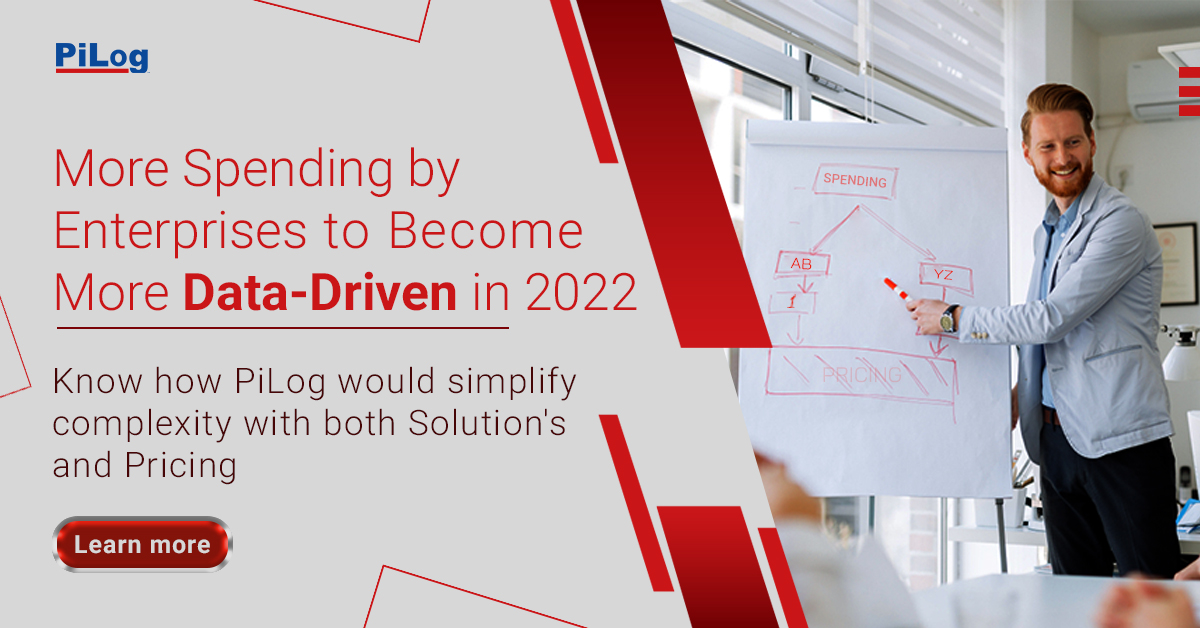 PiLog
More Spending by
Enterprises to Become
More Data-Driven in 2022
Know how PiLog would simplify
complexity with both Solution's
and Pricing
Learn more
SPENDING
AB
YZ
1
PRICING